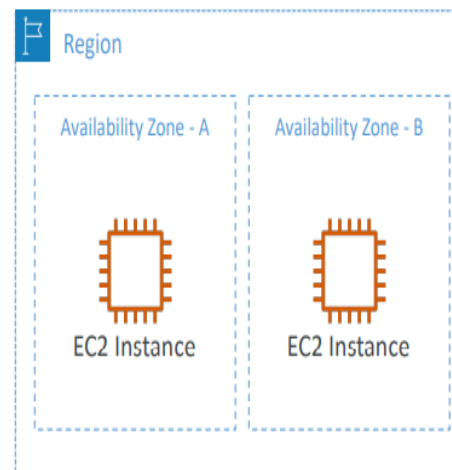 Region
Availability Zone - A
Availability Zone - B
EC2 Instance
EC2 Instance